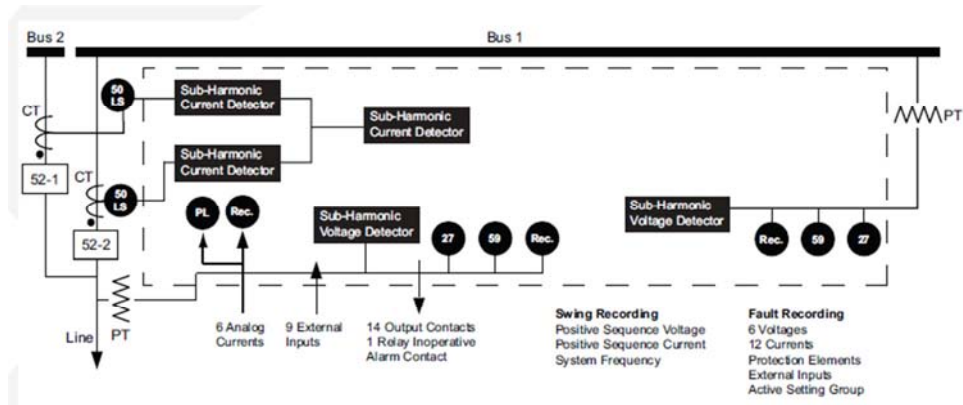 Bus 2
Bus 1
50
LS
Sub-Harmonic
Current Detector
CT
Sub-Harmonic
Current Detector
PT
Sub-Harmonic
Current Detector
52-1
CT
50
LS
PL
Rec.
Sub-Harmonic
Voltage Detector
27
59
Rec.
Sub-Harmonic
Voltage Detector
Rec.
59
27
52-2
Line
PT
6 Analog
Currents
9 External
Inputs
14 Output Contacts
1 Relay Inoperative
Alarm Contact
Swing Recording
Positive Sequence Voltage
Positive Sequence Current
System Frequency
Fault Recording
6 Voltages
12 Currents
Protection Elements
External Inputs
Active Setting Group